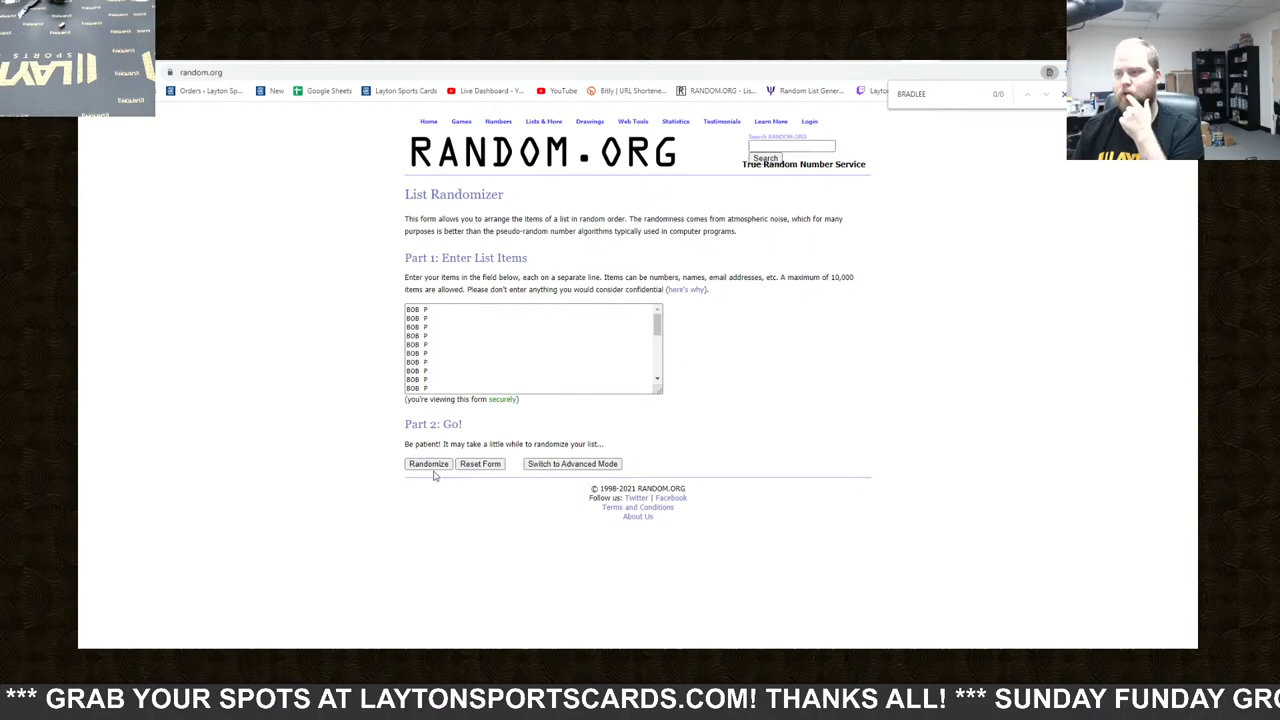 LAYT
SPORTS
random.org
Orders ‹ Layton Sp... New Google Sheets Layton Sports Cards Live Dashboard - Y... YouTube Bitly | URL Shortene... RANDOM.ORG - Lis... Random List Gener... Layto
BRADLEE 0/0
Home Games Numbers Lists & More Drawings Web Tools Statistics Testimonials Learn More Login
RANDOM.ORG
Search RANDOM.ORG
Search
True Random Number Service
List Randomizer
This form allows you to arrange the items of a list in random order. The randomness comes from atmospheric noise, which for many
purposes is better than the pseudo-random number algorithms typically used in computer programs.
Part 1: Enter List Items
Enter your items in the field below, each on a separate line. Items can be numbers, names, email addresses, etc. A maximum of 10,000
items are allowed. Please don't enter anything you would consider confidential (here's why).
BOB P
BOB P
BOB P
BOB P
BOB P
BOB P
BOB P
BOB P
BOB P
BOB P
(you're viewing this form securely)
Part 2: Go!
Be patient! It may take a little while to randomize your list...
Randomize Reset Form Switch to Advanced Mode
© 1998-2021 RANDOM.ORG
Follow us: Twitter | Facebook
Terms and Conditions
About Us
*** GRAB YOUR SPOTS AT LAYTONSPORTSCARDS.COM! THANKS ALL! *** SUNDAY FUNDAY GRO